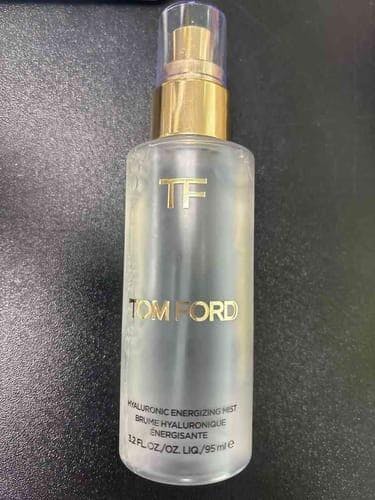 TF
TOM FORD
HYALURONIC ENERGIZING MIST
BRUME HYALURONIQUE
ÉNERGISANTE
3.2 FL.OZ./OZ. LIQ./95 ml e